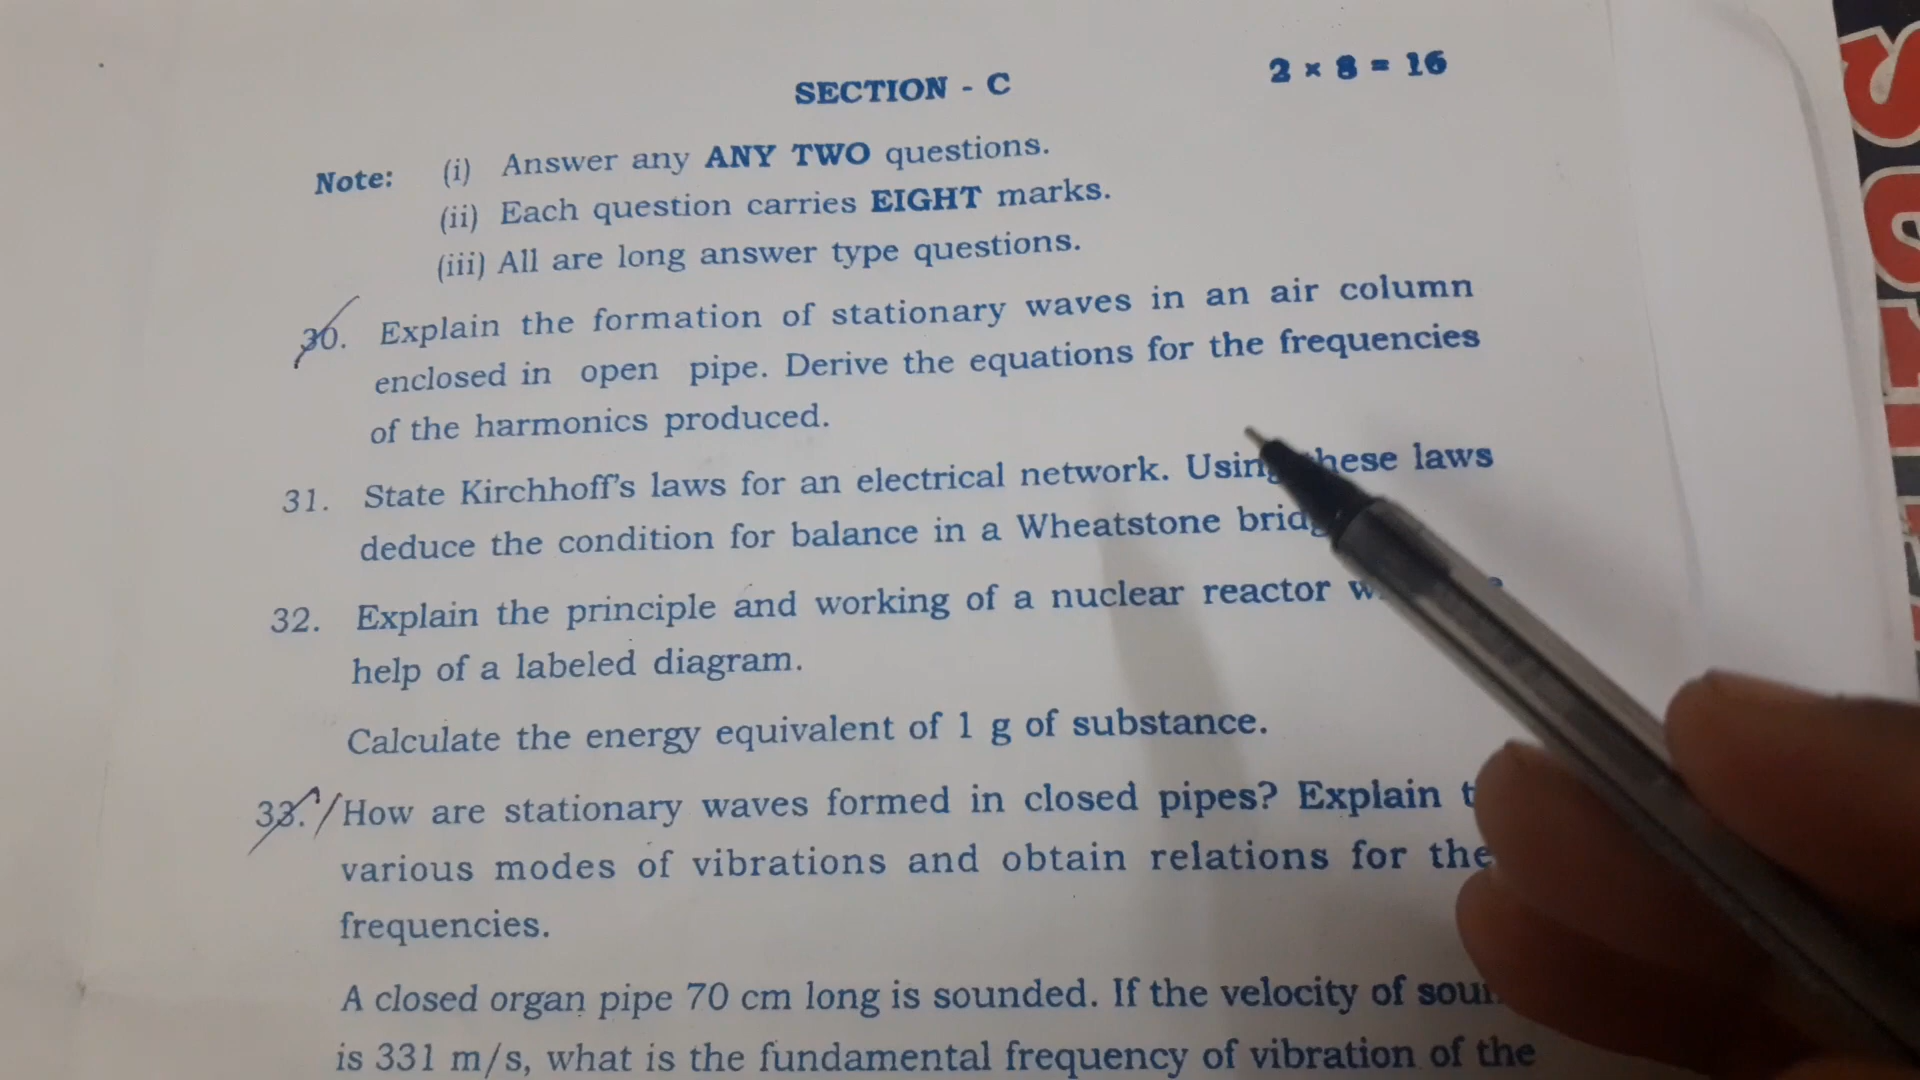 SECTION - C
2 × 8 = 16
Note: (i) Answer any ANY TWO questions.
(ii) Each question carries EIGHT marks.
(iii) All are long answer type questions.
30. Explain the formation of stationary waves in an air column
enclosed in open pipe. Derive the equations for the frequencies
of the harmonics produced.
31. State Kirchhoff's laws for an electrical network. Using these laws
deduce the condition for balance in a Wheatstone
32. Explain the principle and working of a nuclear reactor
help of a labeled diagram.
Calculate the energy equivalent of 1 g of substance.
33. How are stationary waves formed in closed pipes? Explain
various modes of vibrations and obtain relations for the
frequencies.
A closed organ pipe 70 cm long is sounded. If the velocity of
is 331 m/s, what is the fundamental frequency of vibration of the